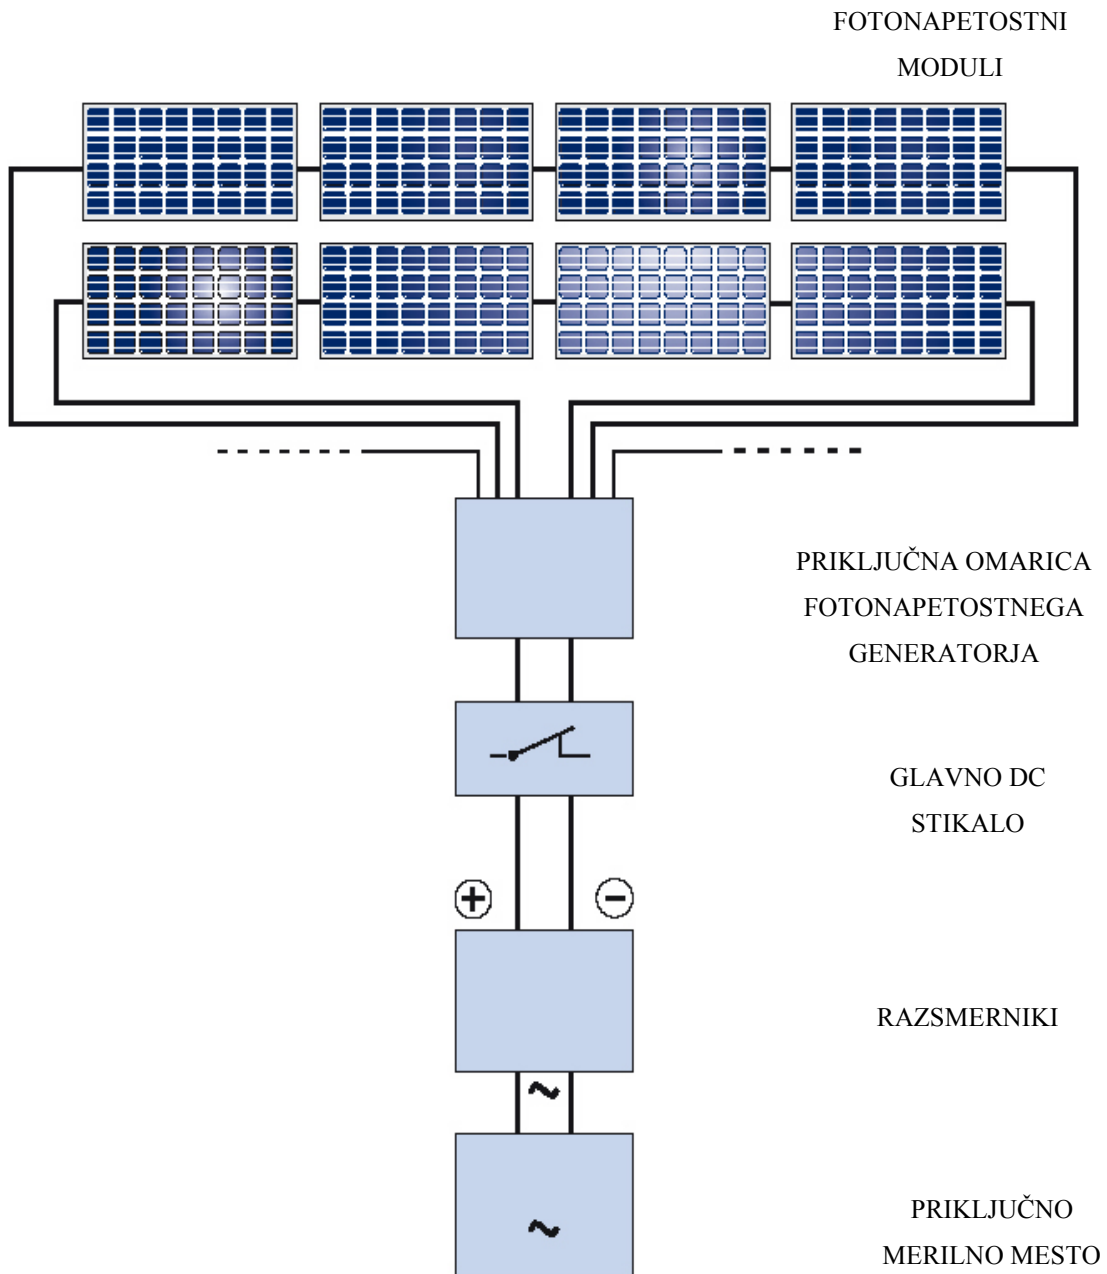 FOTONAPETOSTNI
MODULI
PRIKLJUČNA OMARICA
FOTONAPETOSTNEGA
GENERATORJA
GLAVNO DC
STIKALO
+ −
RAZSMERNIKI
~
PRIKLJUČNO
~
MERILNO MESTO